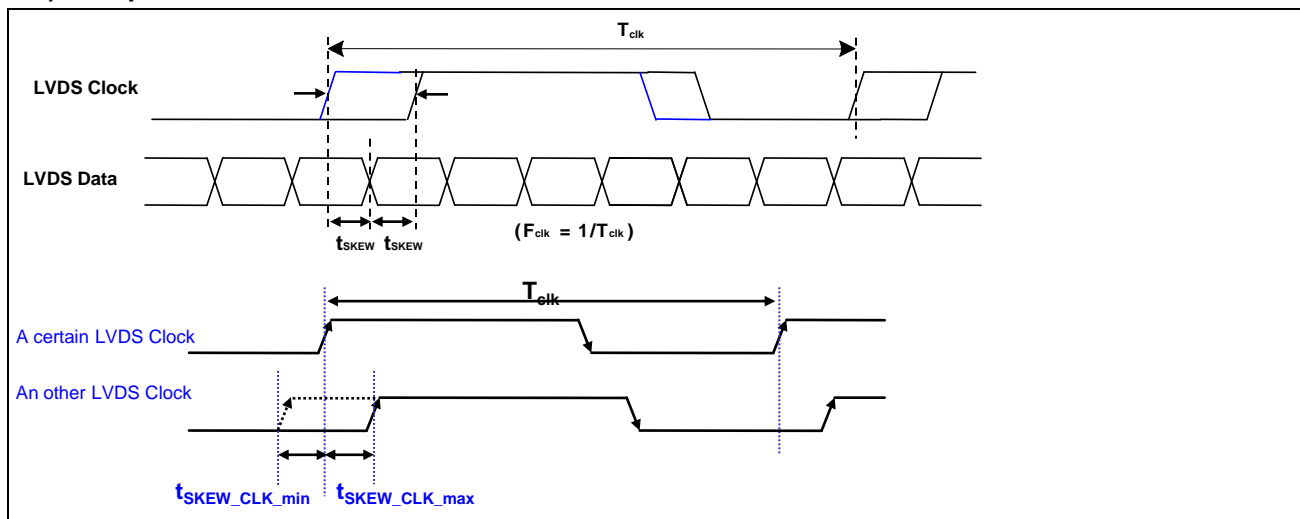 Tclk
LVDS Clock
LVDS Data
tSKEW tSKEW
(Fclk = 1/Tclk)
Tclk
A certain LVDS Clock
An other LVDS Clock
tSKEW_CLK_min tSKEW_CLK_max